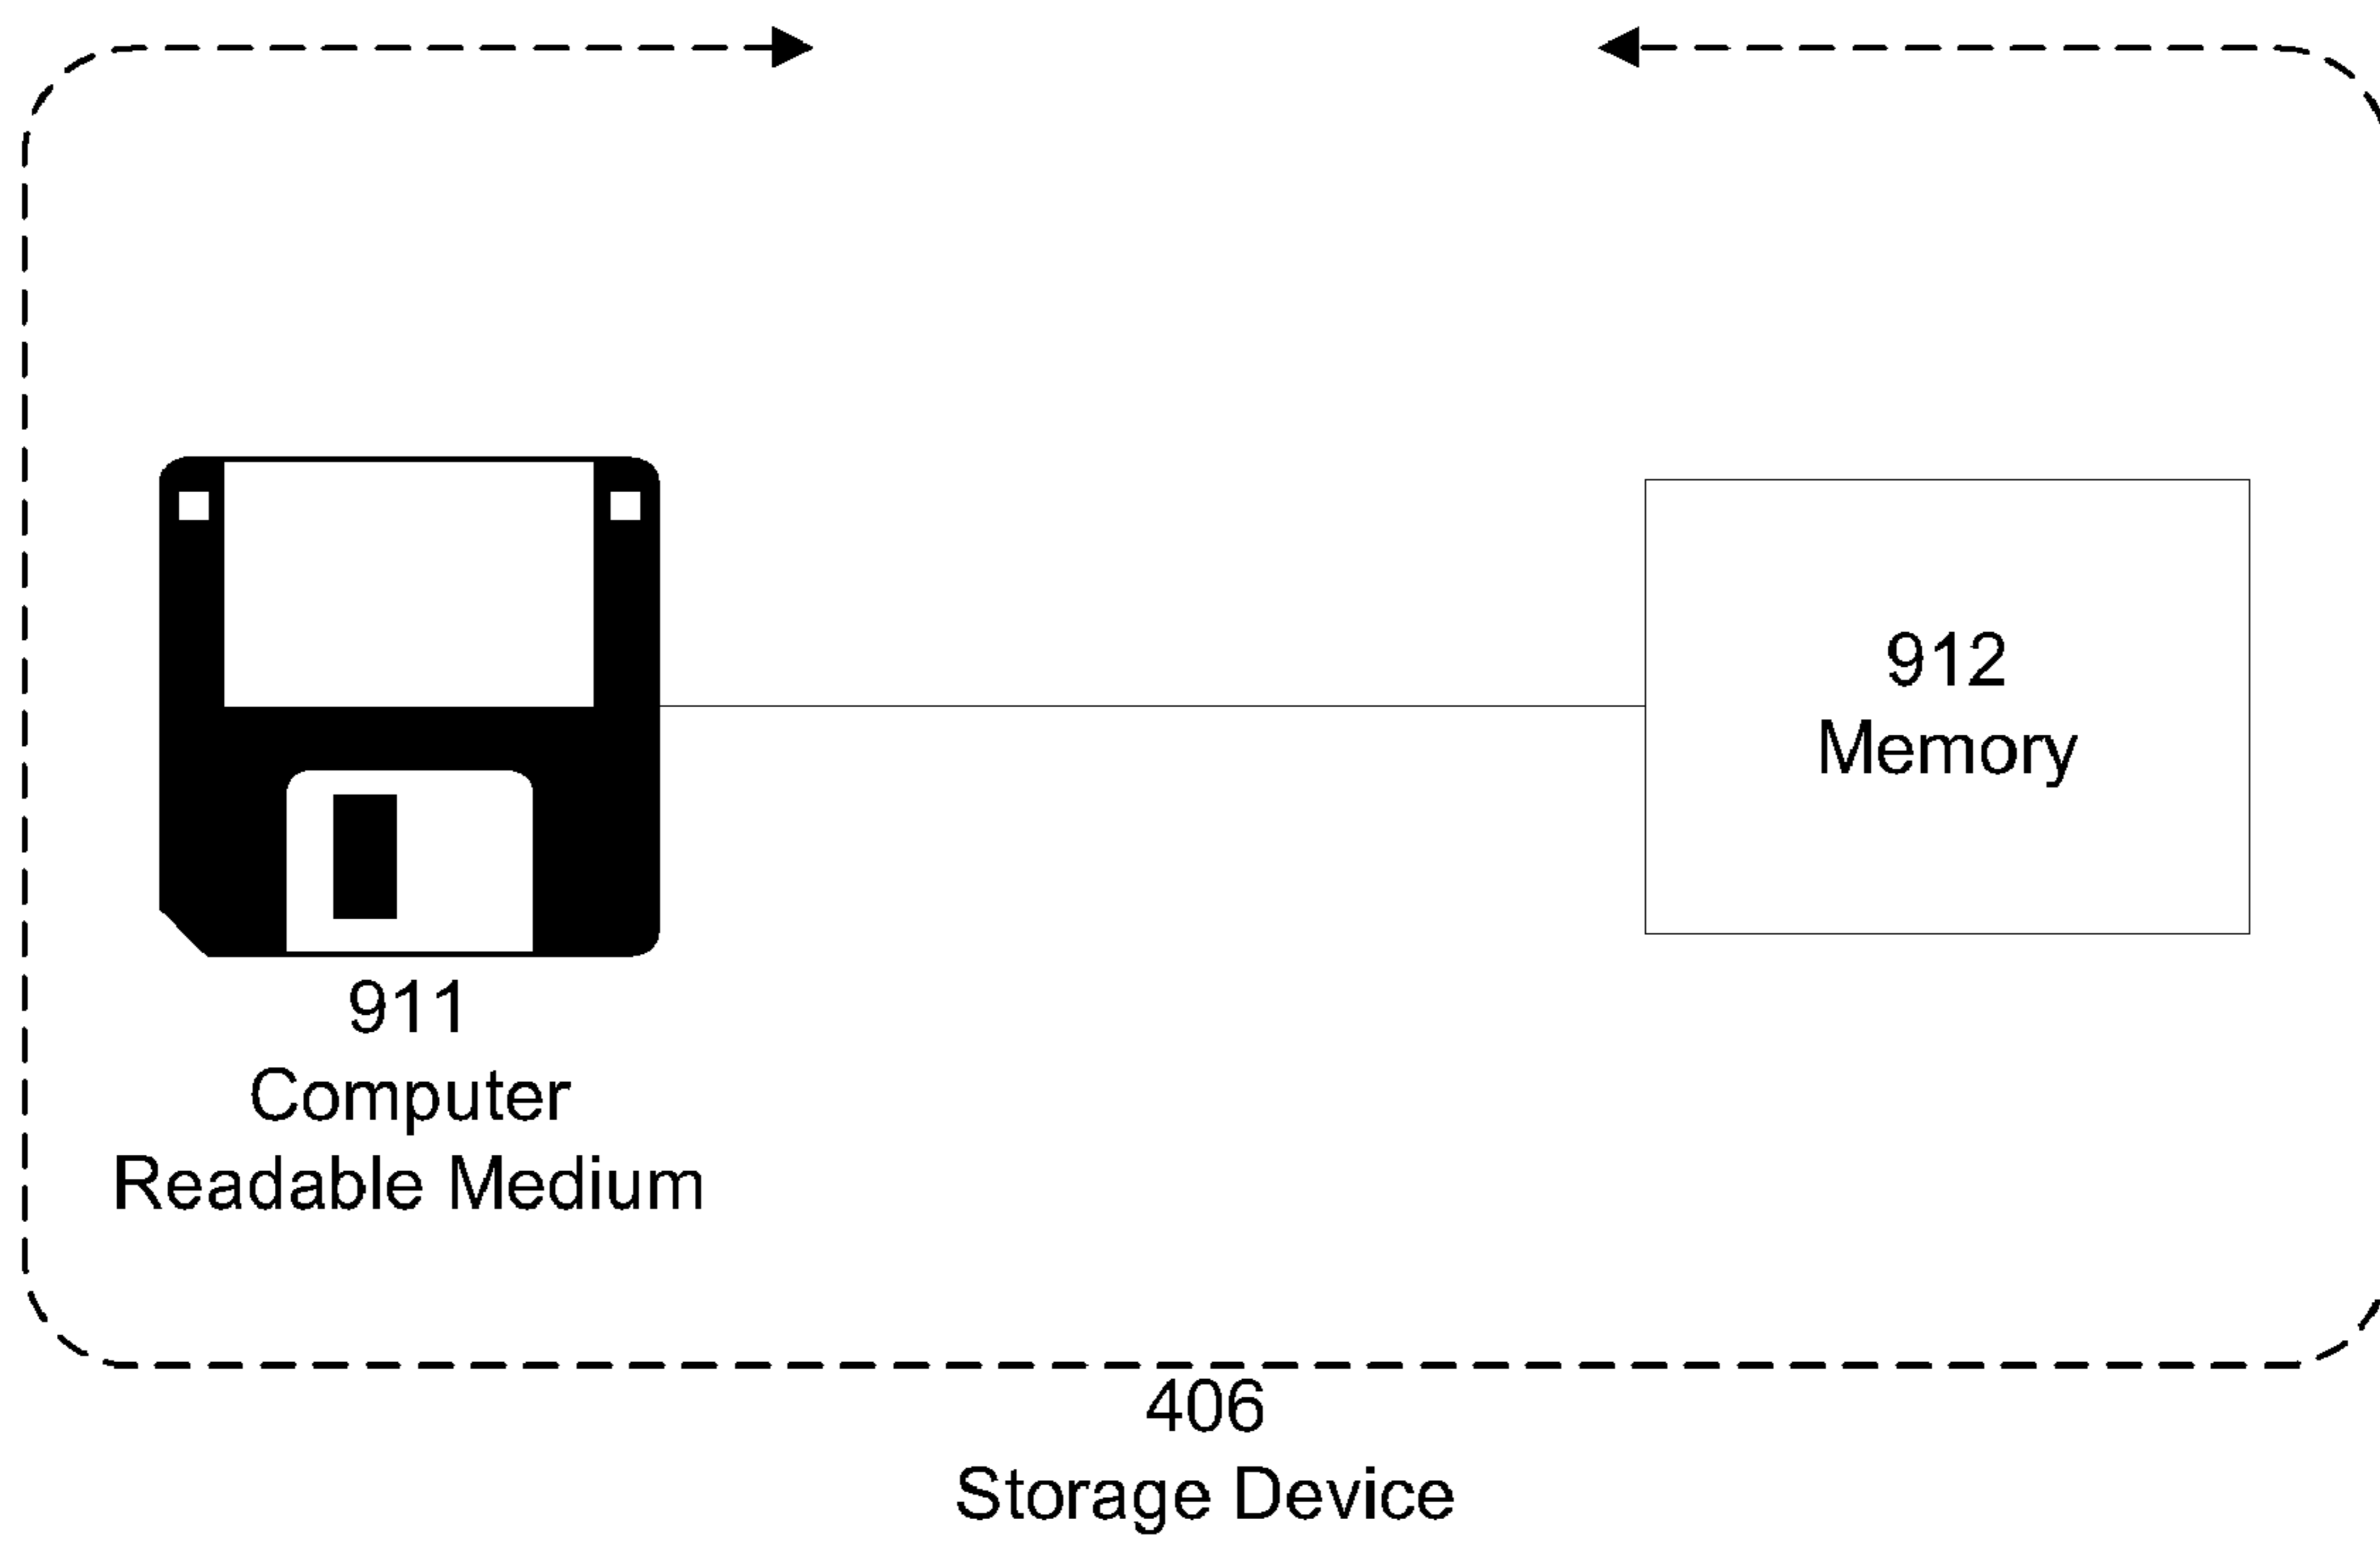 912
Memory
911
Computer
Readable Medium
406
Storage Device